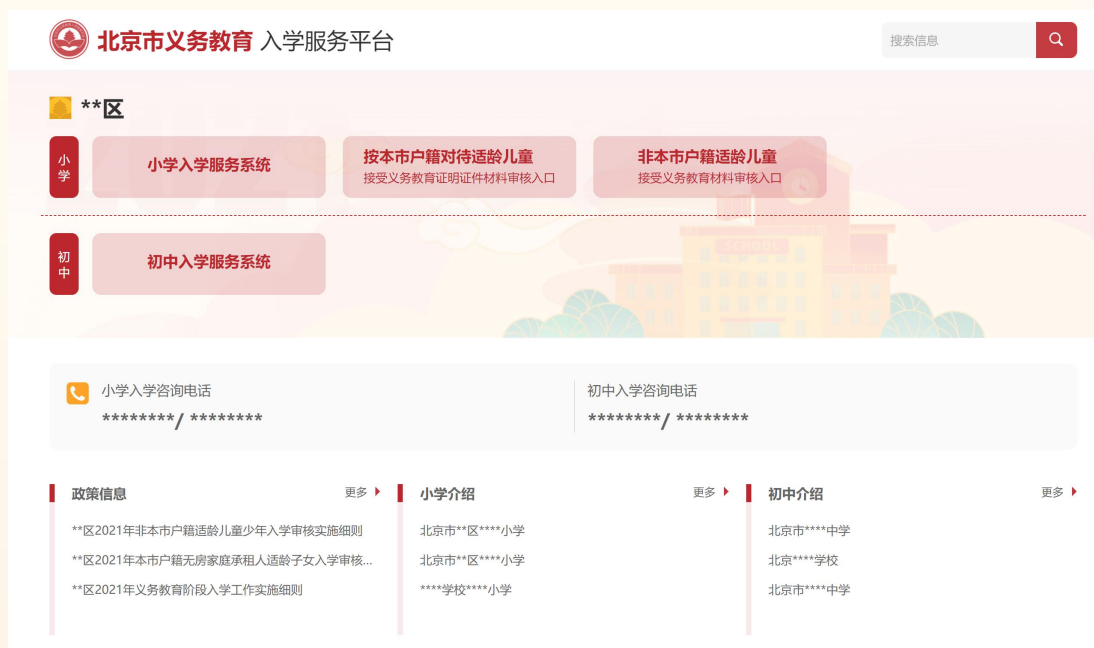 北京市义务教育 入学服务平台
搜索信息
**区
小学
小学入学服务系统
按本市户籍对待适龄儿童
接受义务教育证明证件材料审核入口
非本市户籍适龄儿童
接受义务教育材料审核入口
初中
初中入学服务系统
SCHOOL
小学入学咨询电话
********/ ********
初中入学咨询电话
********/ ********
政策信息
更多
**区2021年非本市户籍适龄儿童少年入学审核实施细则
**区2021年本市户籍无房家庭承租人适龄子女入学审核...
**区2021年义务教育阶段入学工作实施细则
小学介绍
更多
北京市**区****小学
北京市**区****小学
****学校****小学
初中介绍
更多
北京市****中学
北京****学校
北京市****中学